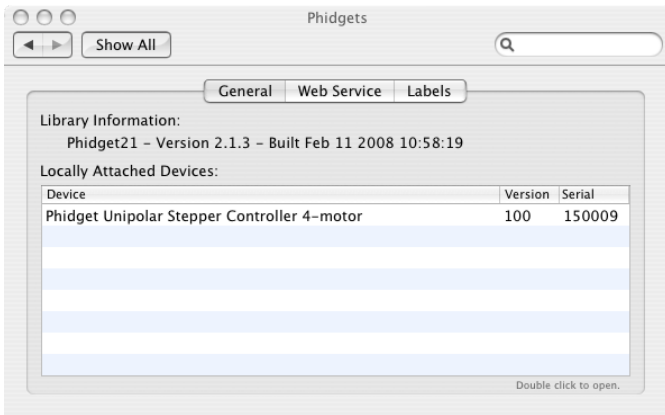 Phidgets
Show All
General Web Service Labels
Library Information:
Phidget21 - Version 2.1.3 - Built Feb 11 2008 10:58:19
Locally Attached Devices:
Device Version Serial
Phidget Unipolar Stepper Controller 4-motor 100 150009
Double click to open.